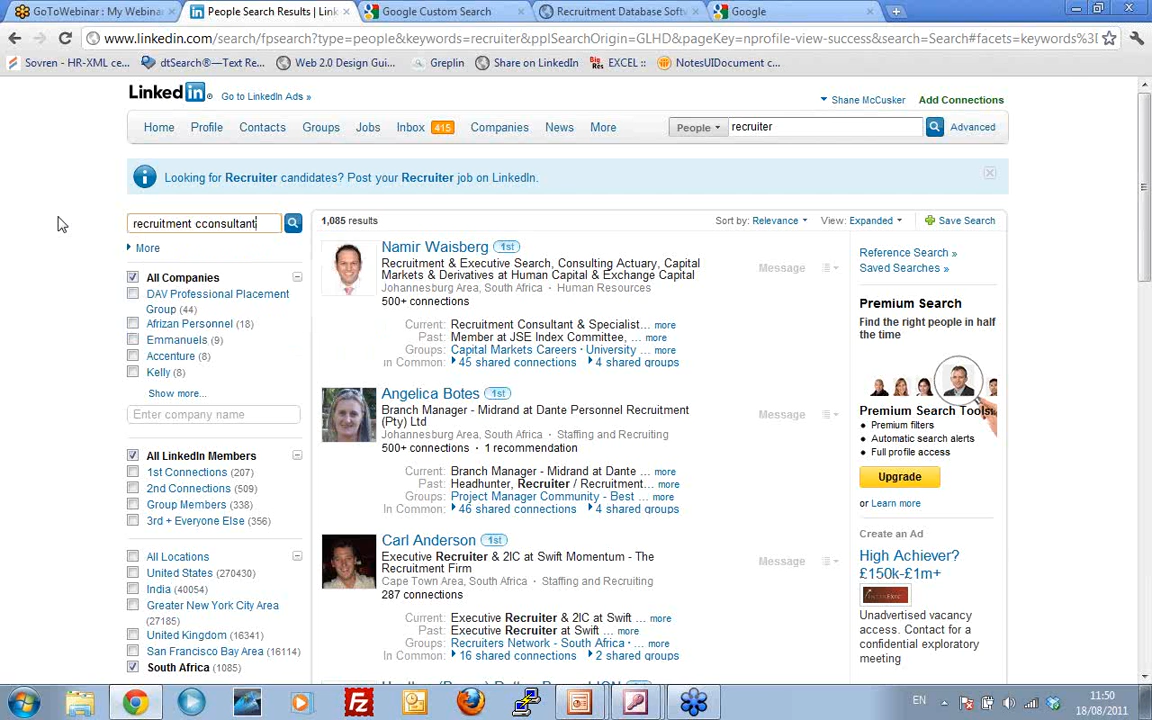 GoToWebinar : My Webinar
People Search Results | Link
Google Custom Search
Recruitment Database Softw
Google
www.linkedin.com/search/fpsearch?type=people&keywords=recruiter&pplSearchOrigin=GLHD&pageKey=nprofile-view-success&search=Search#facets=keywords%3D
Sovren - HR-XML ce...
dtSearch®—Text Re...
Web 2.0 Design Gui...
Greplin
Share on LinkedIn
EXCEL ::
NotesUIDocument c...
Linked in
Go to LinkedIn Ads »
Shane McCusker
Add Connections
Home
Profile
Contacts
Groups
Jobs
Inbox 415
Companies
News
More
People
recruiter
Advanced
Looking for Recruiter candidates? Post your Recruiter job on LinkedIn.
recruitment cconsultant
More
All Companies
DAV Professional Placement
Group (44)
Afrizan Personnel (18)
Emmanuels (9)
Accenture (8)
Kelly (8)
Show more...
Enter company name
All LinkedIn Members
1st Connections (207)
2nd Connections (509)
Group Members (338)
3rd + Everyone Else (356)
All Locations
United States (270430)
India (40054)
Greater New York City Area
(27185)
United Kingdom (16341)
San Francisco Bay Area (16114)
South Africa (1085)
1,085 results
Sort by: Relevance
View: Expanded
Save Search
Namir Waisberg 1st
Recruitment & Executive Search, Consulting Actuary, Capital
Markets & Derivatives at Human Capital & Exchange Capital
Johannesburg Area, South Africa · Human Resources
500+ connections
Message
Current: Recruitment Consultant & Specialist... more
Past: Member at JSE Index Committee, ... more
Groups: Capital Markets Careers · University ... more
In Common: 45 shared connections 4 shared groups
Angelica Botes 1st
Branch Manager - Midrand at Dante Personnel Recruitment
(Pty) Ltd
Johannesburg Area, South Africa · Staffing and Recruiting
500+ connections · 1 recommendation
Message
Current: Branch Manager - Midrand at Dante ... more
Past: Headhunter, Recruiter / Recruitment... more
Groups: Project Manager Community - Best ... more
In Common: 46 shared connections 4 shared groups
Carl Anderson 1st
Executive Recruiter & 2IC at Swift Momentum - The
Recruitment Firm
Cape Town Area, South Africa · Staffing and Recruiting
287 connections
Message
Current: Executive Recruiter & 2IC at Swift ... more
Past: Executive Recruiter at Swift ... more
Groups: Recruiters Network - South Africa · ... more
In Common: 16 shared connections 2 shared groups
Reference Search »
Saved Searches »
Premium Search
Find the right people in half
the time
Premium Search Tools:
Premium filters
Automatic search alerts
Full profile access
Upgrade
or Learn more
Create an Ad
High Achiever?
£150k-£1m+
Unadvertised vacancy
access. Contact for a
confidential exploratory
meeting
EN
11:50
18/08/2011